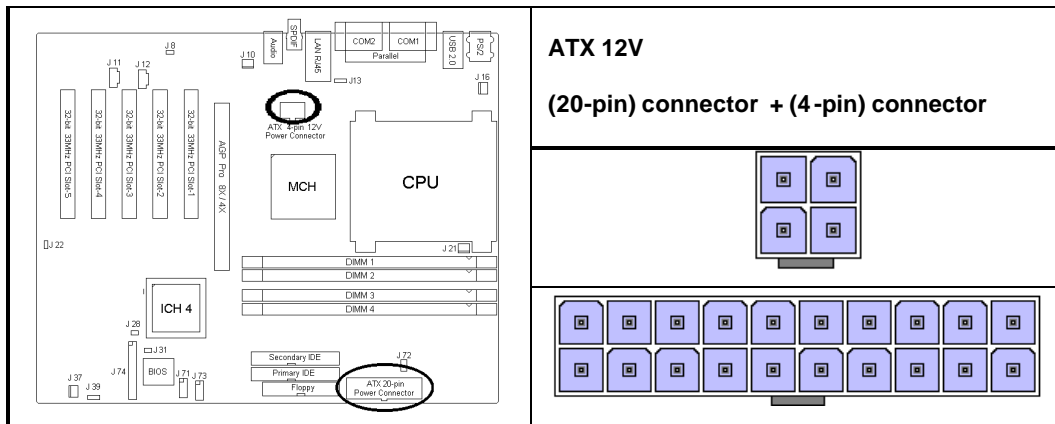 J 8
J 10
Audio
SPDIF
LAN RJ45
COM2
COM1
Parallel
USB 2.0
PS/2
J 11
J 12
J13
J 16
ATX 4-pin 12V
Power Connector
32-bit 33MHz PCI Slot-5
32-bit 33MHz PCI Slot-4
32-bit 33MHz PCI Slot-3
32-bit 33MHz PCI Slot-2
32-bit 33MHz PCI Slot-1
AGP Pro 8X / 4X
MCH
CPU
J 22
J 21
DIMM 1
DIMM 2
DIMM 3
DIMM 4
ICH 4
J 28
J 31
J 74
BIOS
J 71
J 73
J 37
J 39
Secondary IDE
Primary IDE
Floppy
J 72
ATX 20-pin
Power Connector
ATX 12V
(20-pin) connector + (4-pin) connector